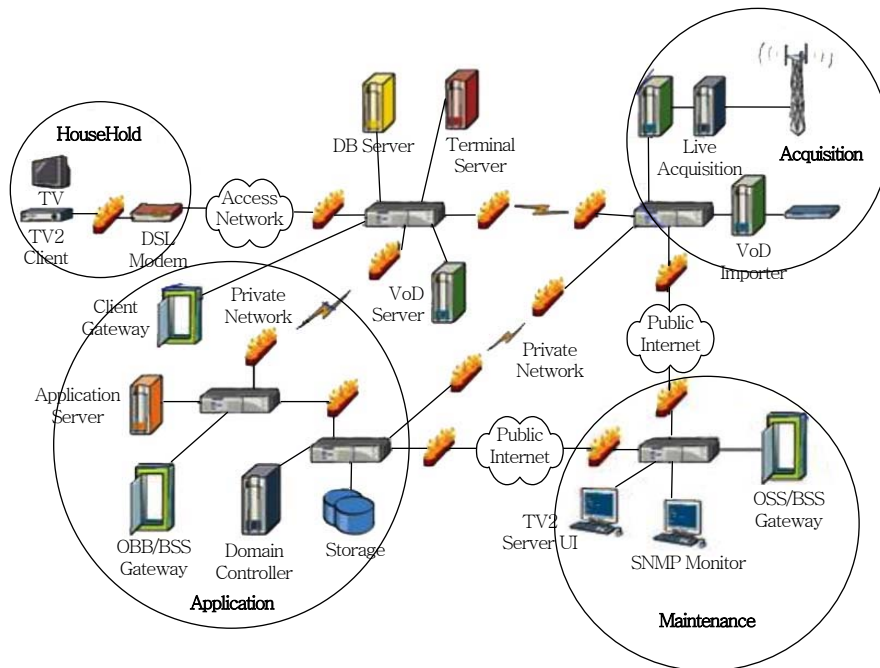 HouseHold
TV
TV2
Client
DSL
Modem
Access
Network
DB Server
Terminal
Server
Live
Acquisition
Acquisition
VoD
Importer
Client
Gateway
Private
Network
VoD
Server
Private
Network
Public
Internet
Application
Server
OBB/BSS
Gateway
Domain
Controller
Storage
Application
Public
Internet
TV2
Server UI
SNMP Monitor
OSS/BSS
Gateway
Maintenance